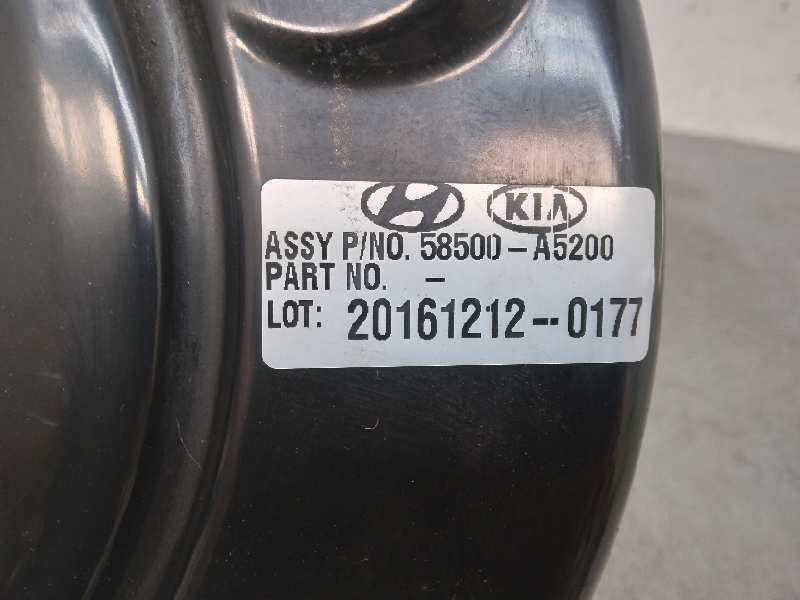 KIA
ASSY P/NO. 58500-A5200
PART NO. -
LOT: 20161212--0177